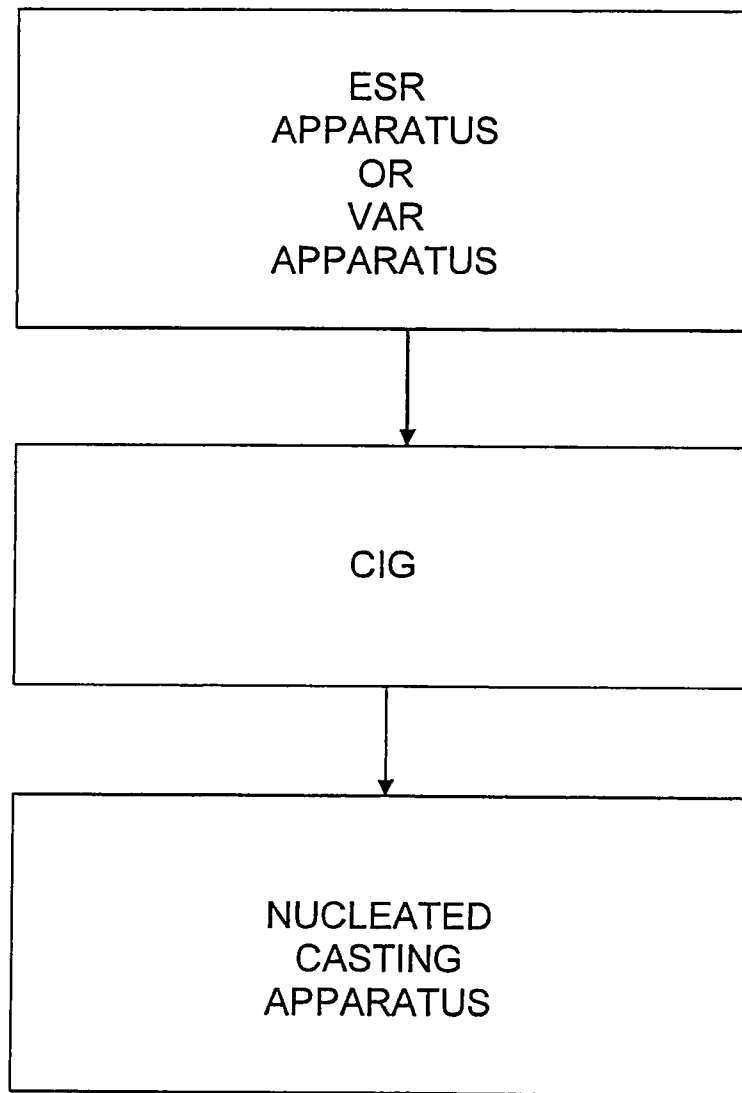 ESR
APPARATUS
OR
VAR
APPARATUS
CIG
NUCLEATED
CASTING
APPARATUS